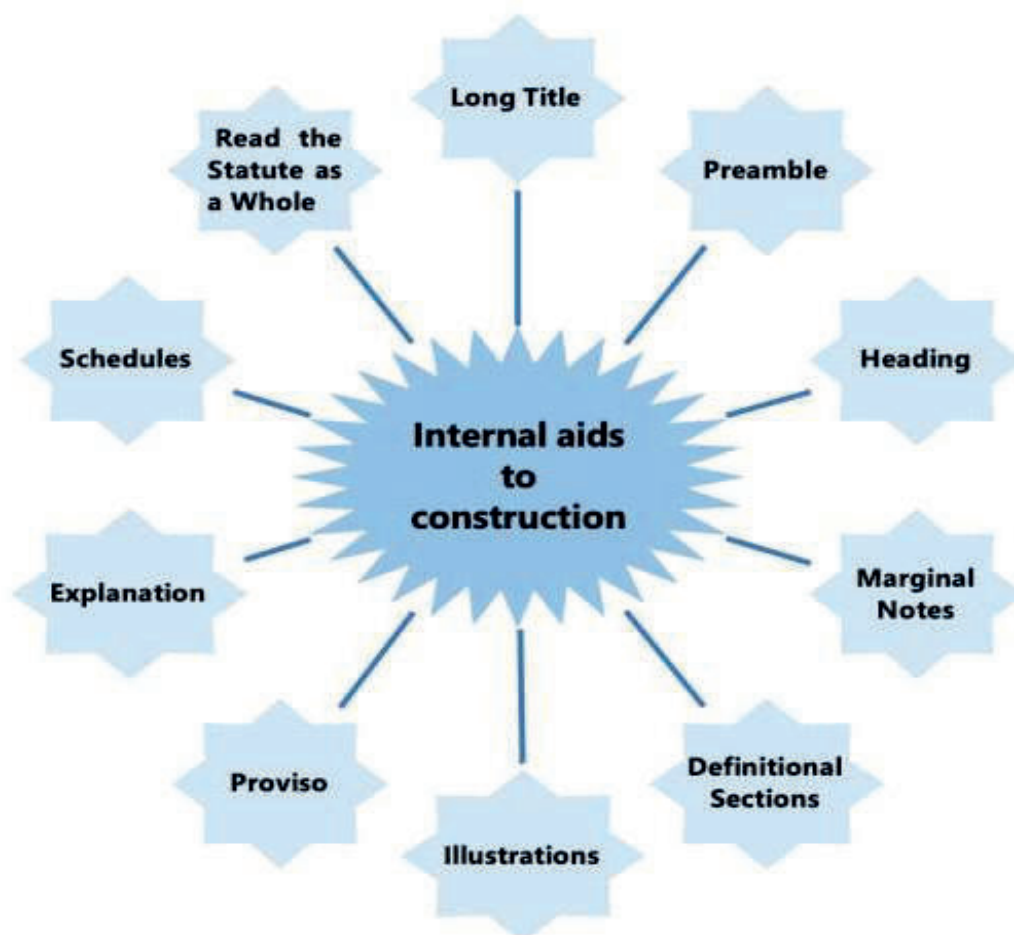 Long Title
Read the
Statute as
a Whole
Preamble
Schedules
Heading
Internal aids
to
construction
Explanation
Marginal
Notes
Proviso
Definitional
Sections
Illustrations